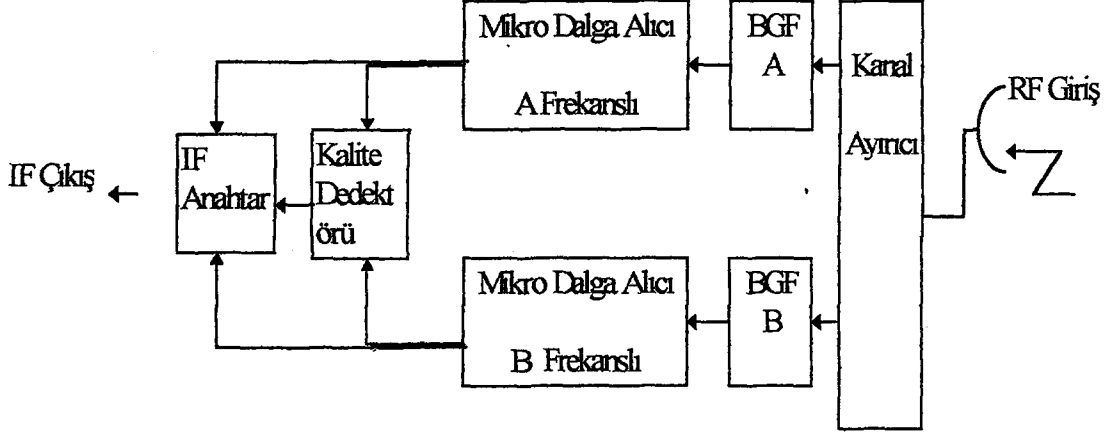 Mikro Dalga Alıcı
A Frekanslı
BGF
A
Kanal
Ayırıcı
RF Giriş
IF Çıkış
IF
Anahtar
Kalite
Dedekt
örü
Mikro Dalga Alıcı
B Frekanslı
BGF
B